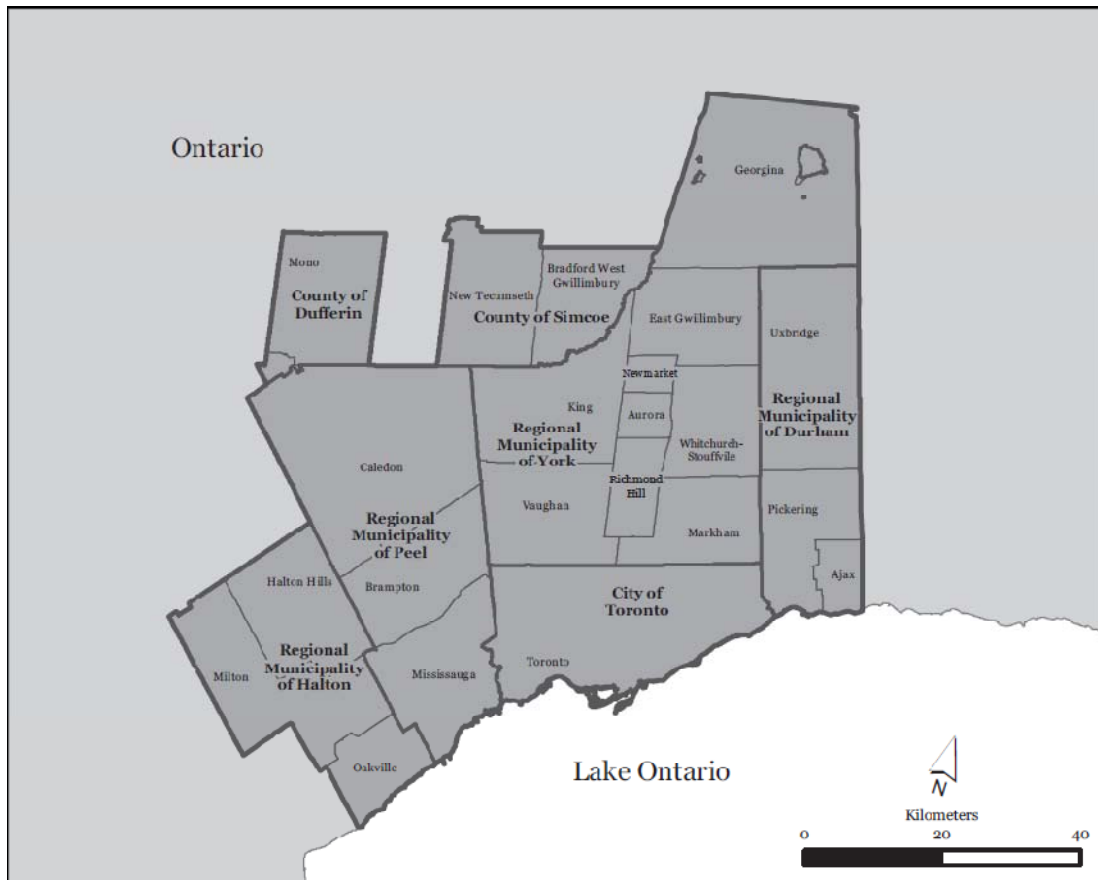 Ontario
Georgina
Mono
County of
Dufferin
Bradford West
Gwillimbury
New Tecumseth
County of Simcoe
East Gwillimbury
Uxbridge
Newmarket
King
Aurora
Regional
Municipality
of York
Regional
Municipality
of Durham
Whitchurch-
Stouffvile
Caledon
Richmond
Hill
Vaughan
Pickering
Regional
Municipality
of Peel
Markham
Halton Hills
Brampton
Ajax
City of
Toronto
Regional
Municipality
of Halton
Milton
Mississauga
Toronto
Oakville
Lake Ontario
N
Kilometers
0 20 40